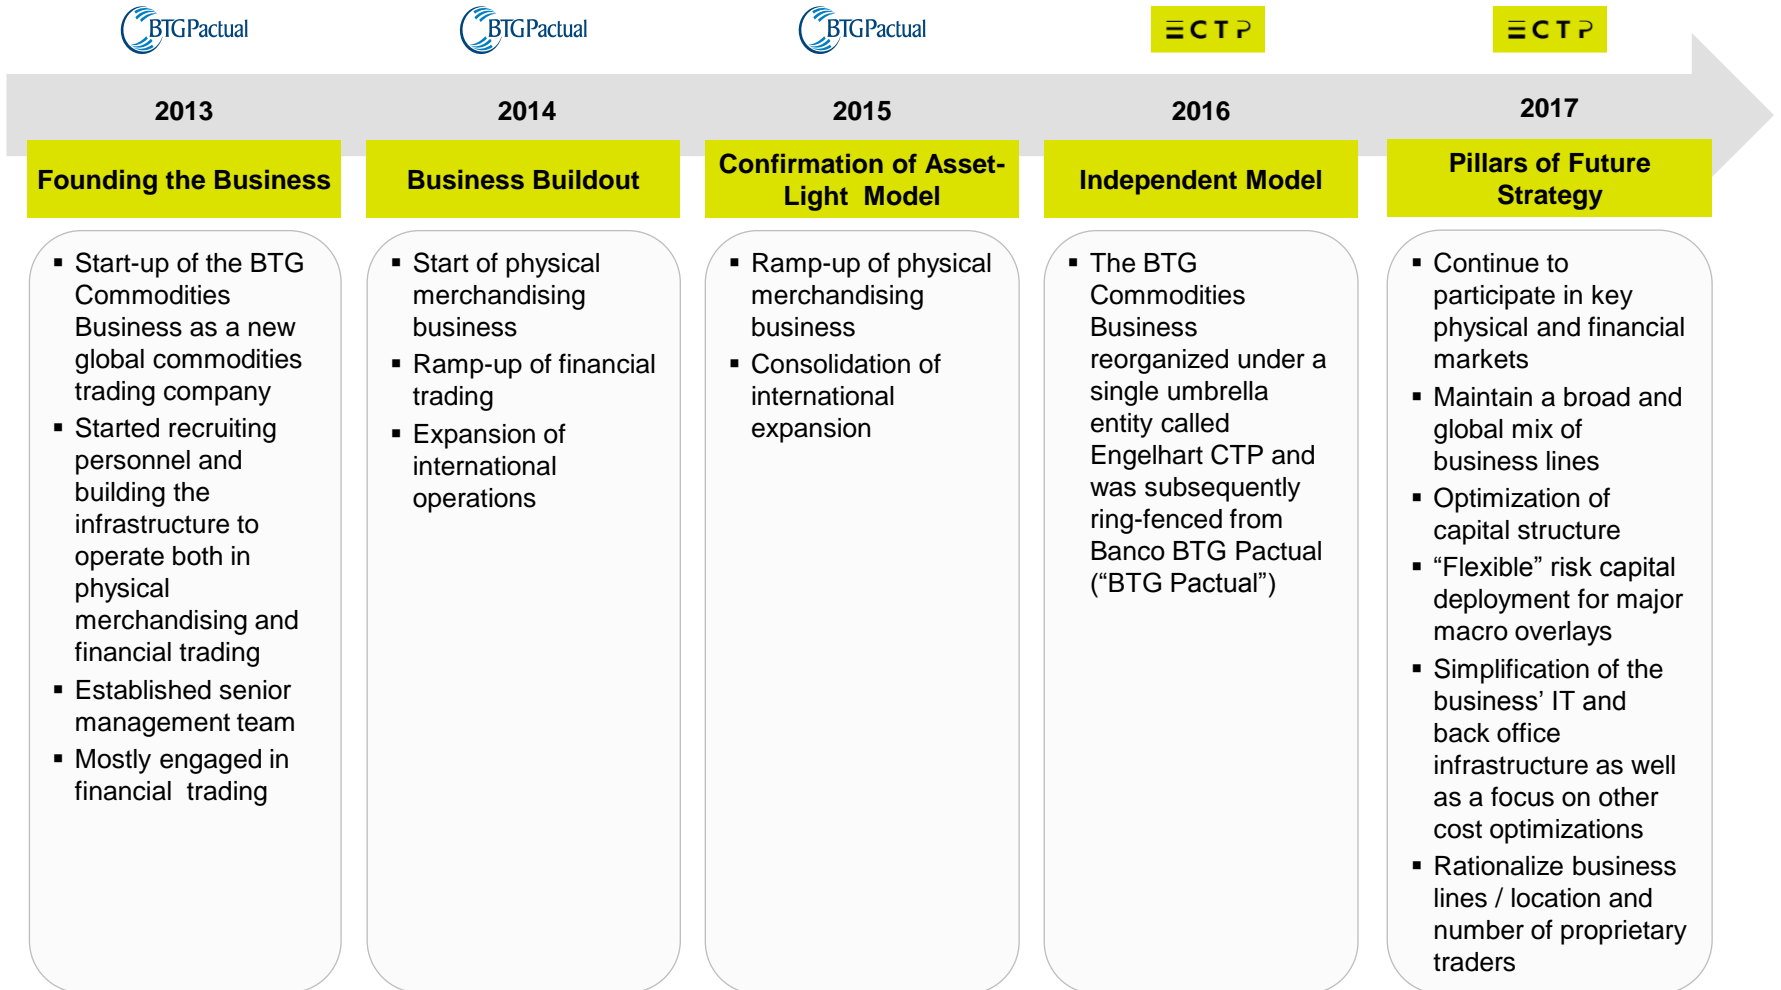 BTGPactual
BTGPactual
BTGPactual
ECTP
ECTP
2013
2014
2015
2016
2017
Founding the Business
Business Buildout
Confirmation of Asset-
Light Model
Independent Model
Pillars of Future
Strategy
▪ Start-up of the BTG
Commodities
Business as a new
global commodities
trading company
▪ Started recruiting
personnel and
building the
infrastructure to
operate both in
physical
merchandising and
financial trading
▪ Established senior
management team
▪ Mostly engaged in
financial trading
▪ Start of physical
merchandising
business
▪ Ramp-up of financial
trading
▪ Expansion of
international
operations
▪ Ramp-up of physical
merchandising
business
▪ Consolidation of
international
expansion
▪ The BTG
Commodities
Business
reorganized under a
single umbrella
entity called
Engelhart CTP and
was subsequently
ring-fenced from
Banco BTG Pactual
(“BTG Pactual”)
▪ Continue to
participate in key
physical and financial
markets
▪ Maintain a broad and
global mix of
business lines
▪ Optimization of
capital structure
▪ “Flexible” risk capital
deployment for major
macro overlays
▪ Simplification of the
business’ IT and
back office
infrastructure as well
as a focus on other
cost optimizations
▪ Rationalize business
lines / location and
number of proprietary
traders